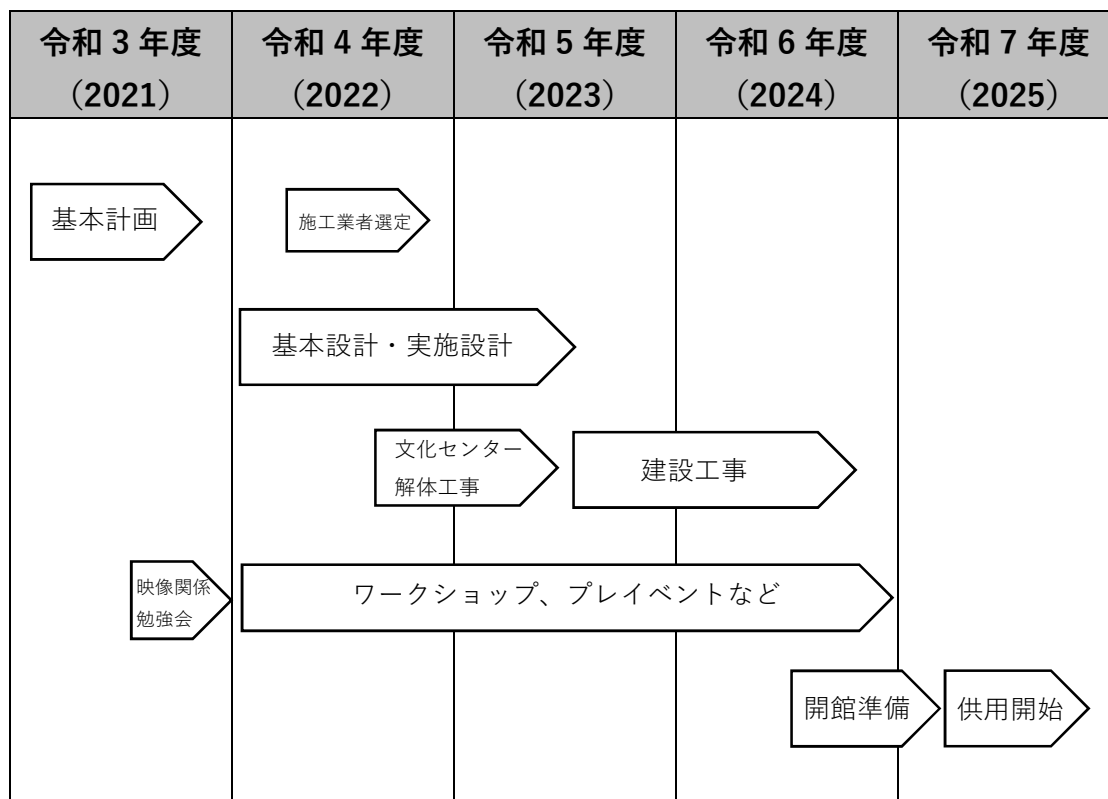 令和 3 年度
（2021）
令和 4 年度
（2022）
令和 5 年度
（2023）
令和 6 年度
（2024）
令和 7 年度
（2025）
基本計画
施工業者選定
基本設計・実施設計
文化センター
解体工事
建設工事
映像関係
勉強会
ワークショップ、プレイベントなど
開館準備
供用開始